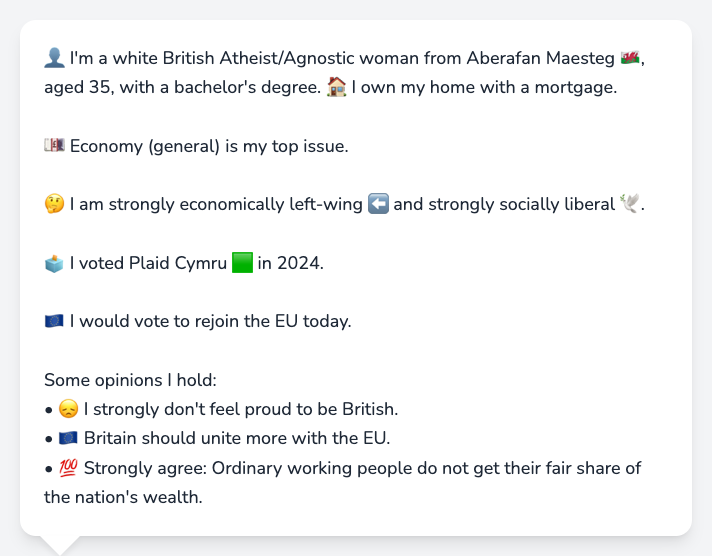 👤 I'm a white British Atheist/Agnostic woman from Aberafan Maesteg 🏴󠁧󠁢󠁷󠁬󠁳󠁿,
aged 35, with a bachelor's degree. 🏠 I own my home with a mortgage.
💷 Economy (general) is my top issue.
🤔 I am strongly economically left-wing ⬅️ and strongly socially liberal 🕊️.
🗳️ I voted Plaid Cymru 🟩 in 2024.
🇪🇺 I would vote to rejoin the EU today.
Some opinions I hold:
• 😞 I strongly don't feel proud to be British.
• 🇪🇺 Britain should unite more with the EU.
• 💯 Strongly agree: Ordinary working people do not get their fair share of
the nation's wealth.